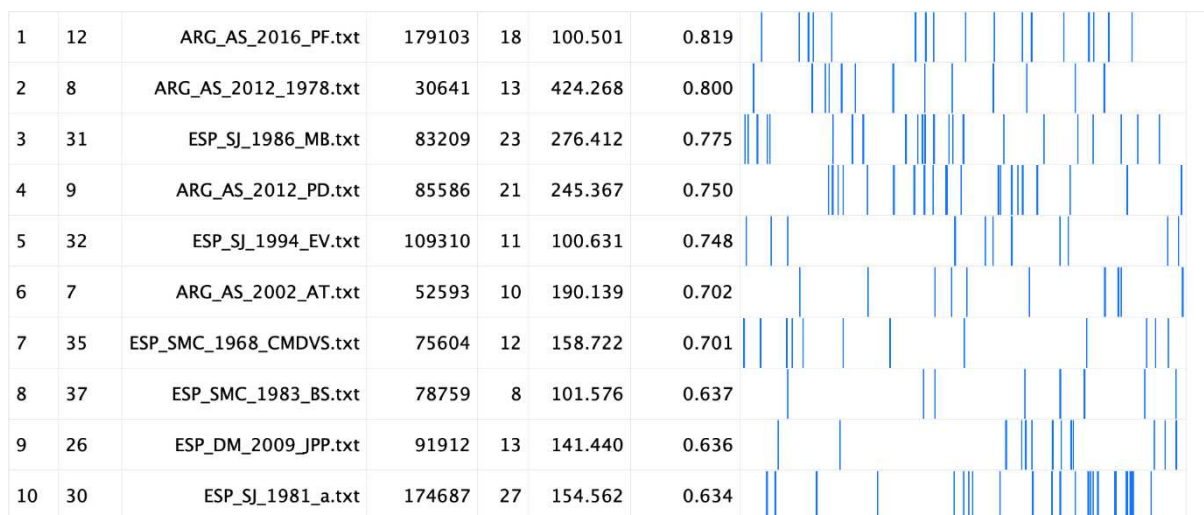 1 12 ARG_AS_2016_PF.txt 179103 18 100.501 0.819
2 8 ARG_AS_2012_1978.txt 30641 13 424.268 0.800
3 31 ESP_SJ_1986_MB.txt 83209 23 276.412 0.775
4 9 ARG_AS_2012_PD.txt 85586 21 245.367 0.750
5 32 ESP_SJ_1994_EV.txt 109310 11 100.631 0.748
6 7 ARG_AS_2002_AT.txt 52593 10 190.139 0.702
7 35 ESP_SMC_1968_CMDVS.txt 75604 12 158.722 0.701
8 37 ESP_SMC_1983_BS.txt 78759 8 101.576 0.637
9 26 ESP_DM_2009_JPP.txt 91912 13 141.440 0.636
10 30 ESP_SJ_1981_a.txt 174687 27 154.562 0.634